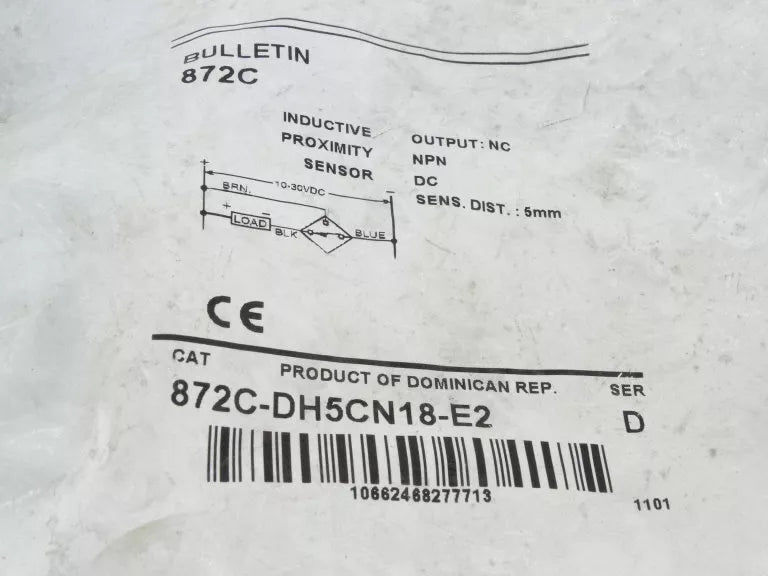 BULLETIN
872C
INDUCTIVE
PROXIMITY
SENSOR
OUTPUT: NC
NPN
DC
SENS. DIST. : 5mm
+ 10-30VDC −
BRN.
+ −
LOAD
BLK
BLUE
CE
CAT
PRODUCT OF DOMINICAN REP.
SER
872C-DH5CN18-E2
D
10662468277713
1101